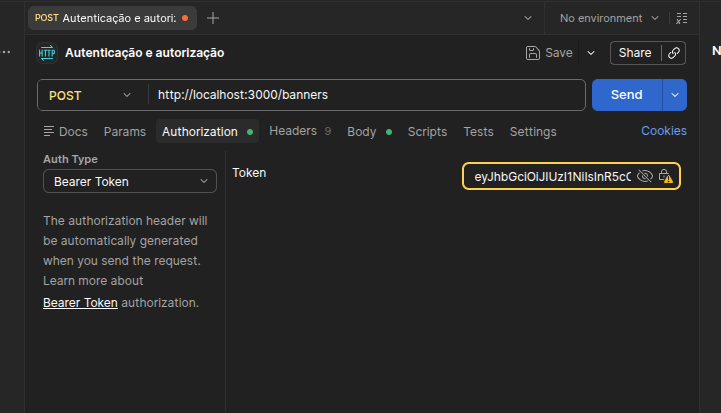 POST Autenticação e autori:
No environment
HTTP Autenticação e autorização
Save
Share
N
POST
http://localhost:3000/banners
Send
Docs Params Authorization Headers 9 Body Scripts Tests Settings Cookies
Auth Type
Bearer Token
Token
The authorization header will
be automatically generated
when you send the request.
Learn more about
Bearer Token authorization.